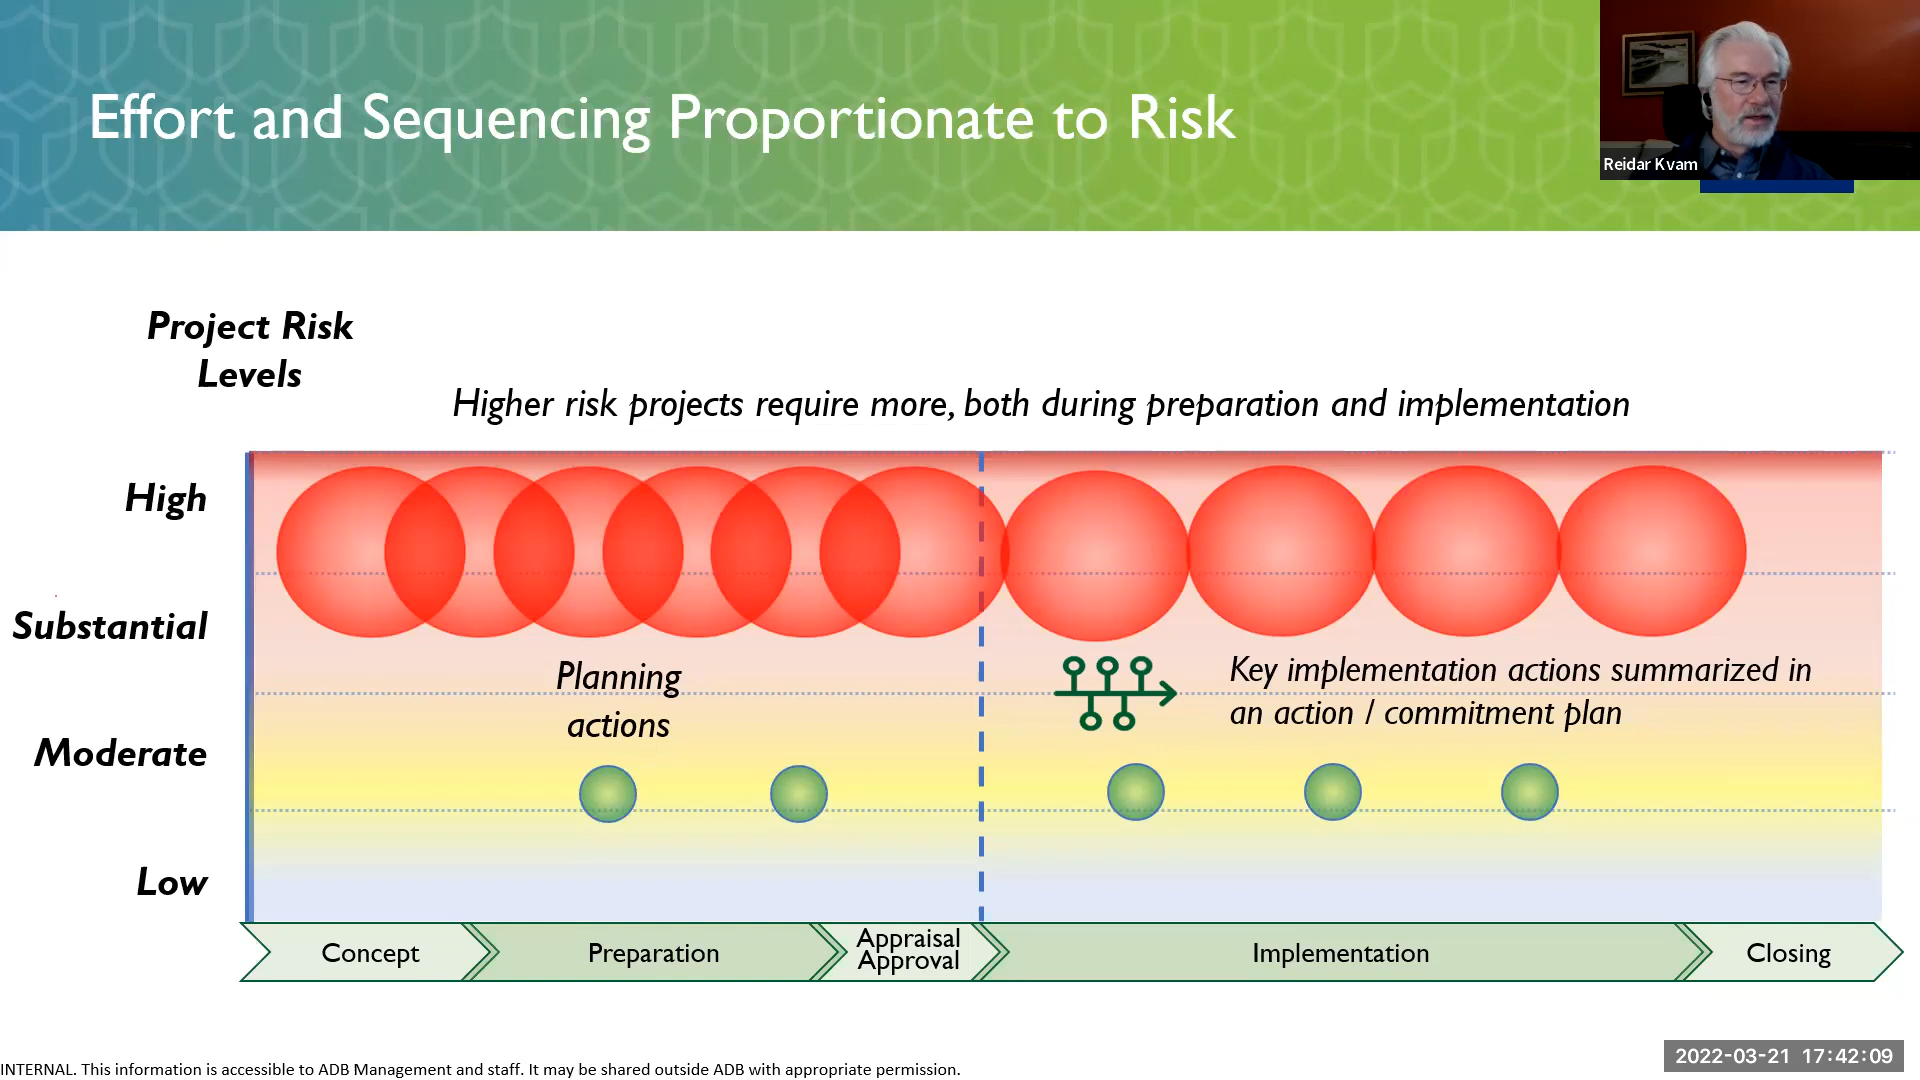 Effort and Sequencing Proportionate to Risk
Reidar Kvam
Project Risk
Levels
Higher risk projects require more, both during preparation and implementation
High
Substantial
Planning
actions
Key implementation actions summarized in
an action / commitment plan
Moderate
Low
Concept
Preparation
Appraisal
Approval
Implementation
Closing
INTERNAL. This information is accessible to ADB Management and staff. It may be shared outside ADB with appropriate permission.
2022-03-21 17:42:09